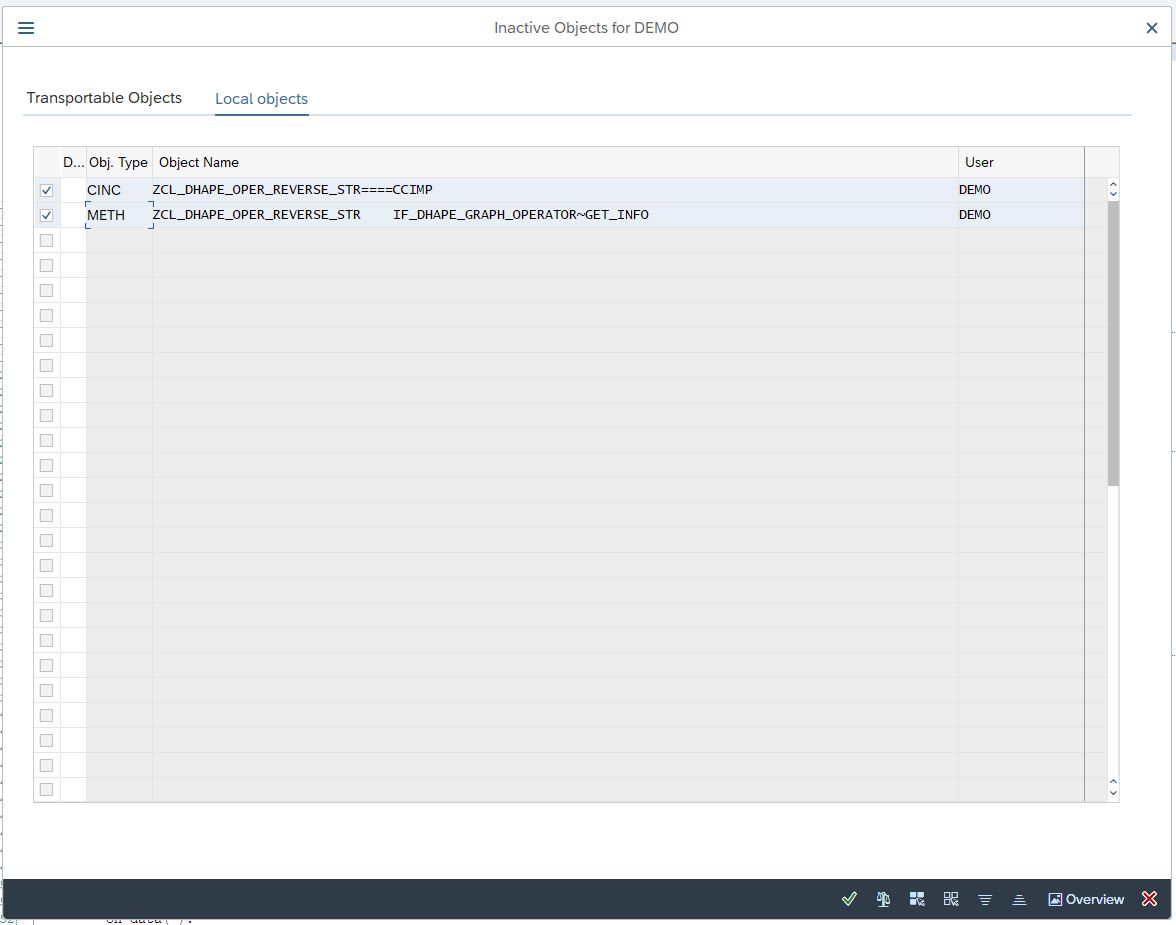 Inactive Objects for DEMO
Transportable Objects Local objects
D... Obj. Type Object Name User
CINC ZCL_DHAPE_OPER_REVERSE_STR====CCIMP DEMO
METH ZCL_DHAPE_OPER_REVERSE_STR IF_DHAPE_GRAPH_OPERATOR~GET_INFO DEMO
Overview